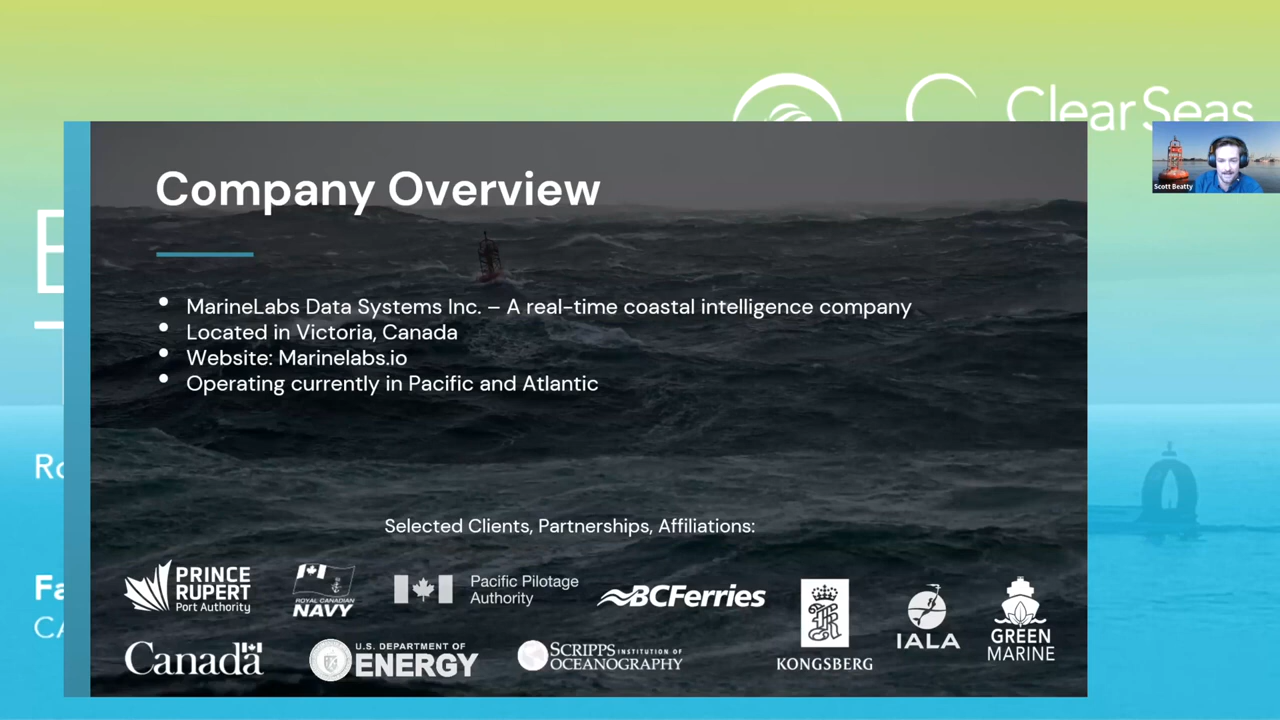 ClearSeas
Company Overview
Scott Beatty
• MarineLabs Data Systems Inc. – A real-time coastal intelligence company
• Located in Victoria, Canada
• Website: Marinelabs.io
• Operating currently in Pacific and Atlantic
Selected Clients, Partnerships, Affiliations:
PRINCE
RUPERT
Port Authority
ROYAL CANADIAN
NAVY
Pacific Pilotage
Authority
BCFerries
KONGSBERG
IALA
GREEN
MARINE
Canada
U.S. DEPARTMENT OF
ENERGY
SCRIPPS INSTITUTION OF
OCEANOGRAPHY